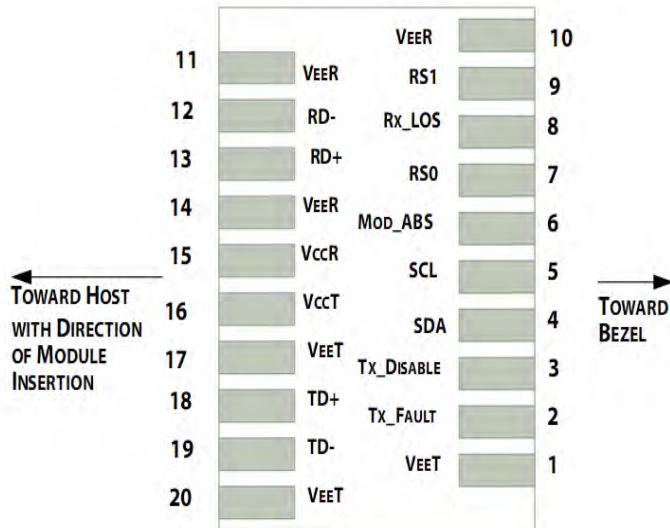 VEER 10
11 VEER
RS1 9
12 RD-
RX_LOS 8
13 RD+
RS0 7
14 VEER
MOD_ABS 6
15 VCCR
SCL 5
TOWARD HOST
WITH DIRECTION
OF MODULE
INSERTION
16 VCCT
SDA 4
TOWARD
BEZEL
17 VEET
TX_DISABLE 3
18 TD+
TX_FAULT 2
19 TD-
VEET 1
20 VEET